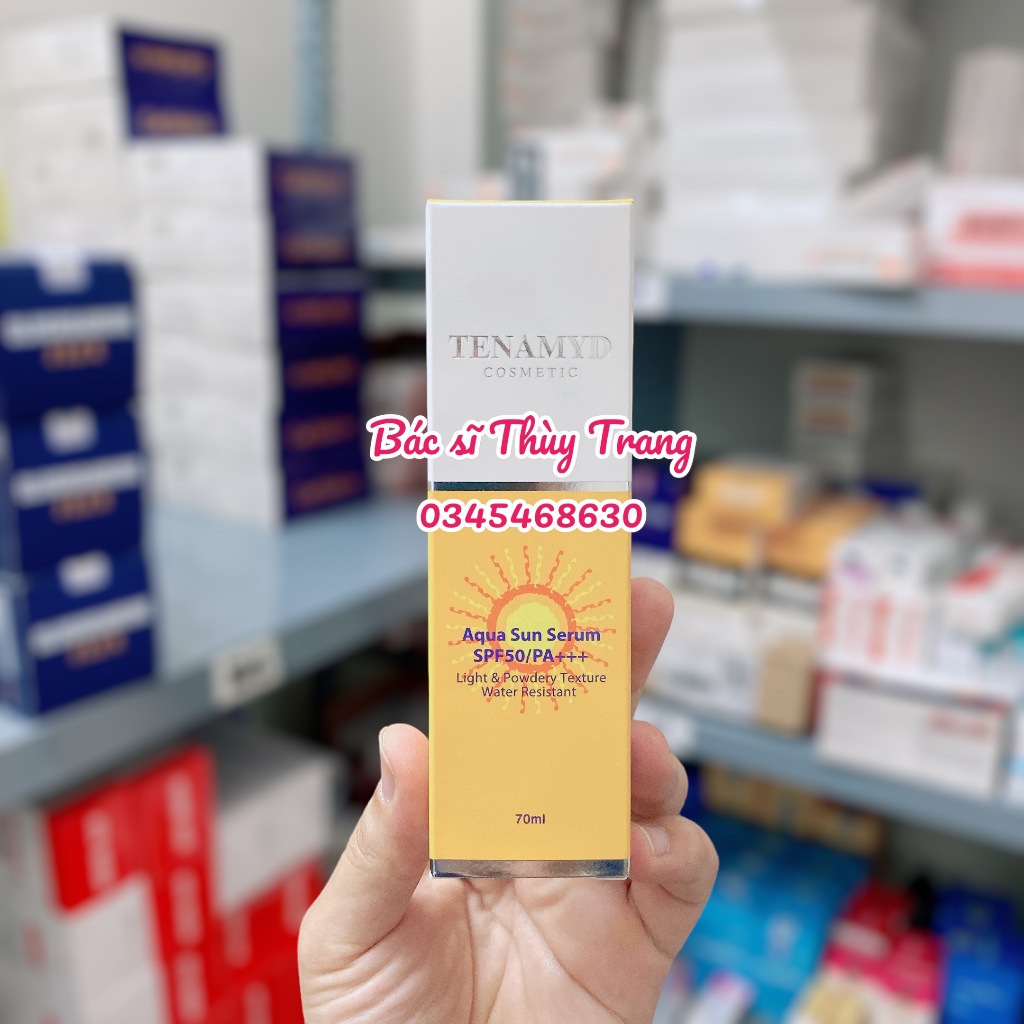 TENAMYD
COSMETIC
Bác sĩ Thùy Trang
0345468630
Aqua Sun Serum
SPF50/PA+++
Light & Powdery Texture
Water Resistant
70ml